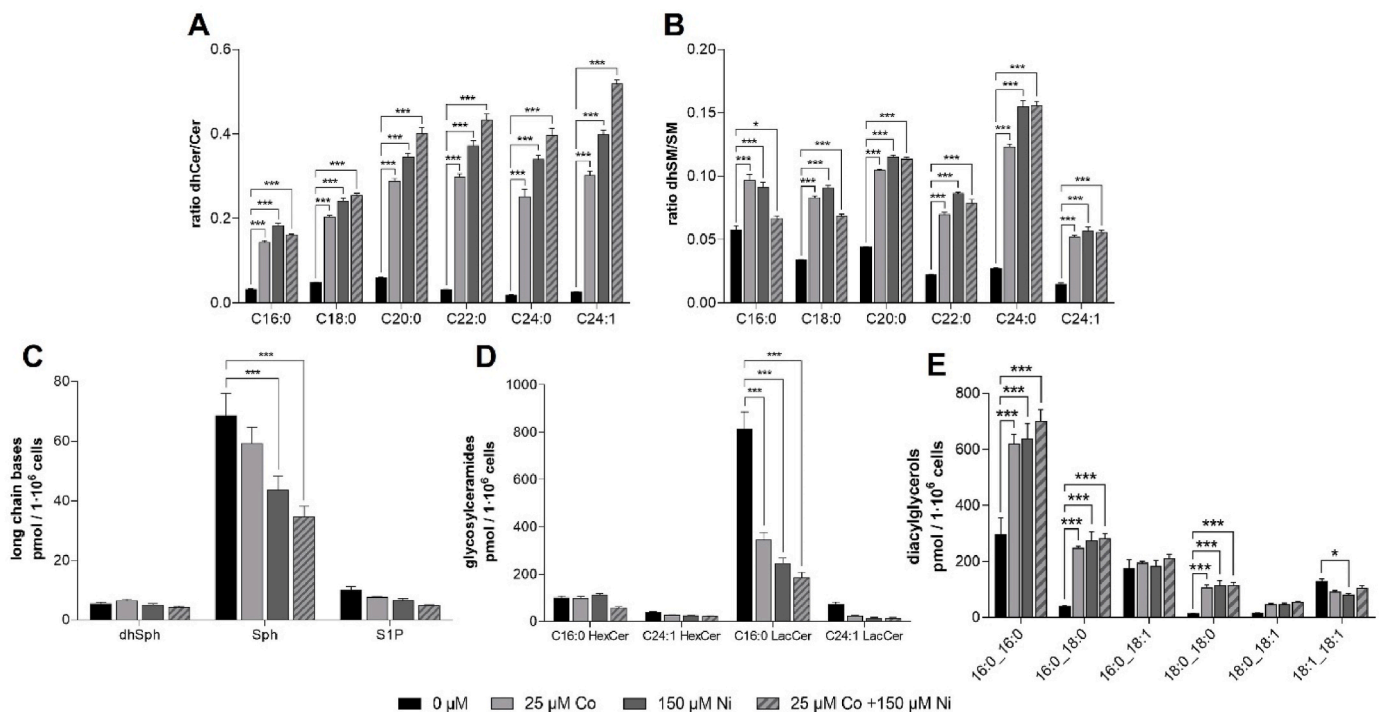 A
ratio dhCer/Cer
0.6
0.4
0.2
0.0
*** *** ***
*** *** ***
*** *** ***
*** *** ***
*** *** ***
*** *** ***
C16:0 C18:0 C20:0 C22:0 C24:0 C24:1
B
ratio dhSM/SM
0.20
0.15
0.10
0.05
0.00
* *** ***
*** *** ***
*** *** ***
*** *** ***
*** *** ***
*** *** ***
C16:0 C18:0 C20:0 C22:0 C24:0 C24:1
C
long chain bases
pmol / 1·10⁶ cells
80
60
40
20
0
***
***
dhSph Sph S1P
D
glycosylceramides
pmol / 1·10⁶ cells
1000
800
600
400
200
0
***
***
***
C16:0 HexCer C24:1 HexCer C16:0 LacCer C24:1 LacCer
E
diacylglycerols
pmol / 1·10⁶ cells
800
600
400
200
0
*** *** ***
*** *** ***
*** *** ***
*
16:0_16:0 16:0_18:0 16:0_18:1 18:0_18:0 18:0_18:1 18:1_18:1
0 µM 25 µM Co 150 µM Ni 25 µM Co +150 µM Ni